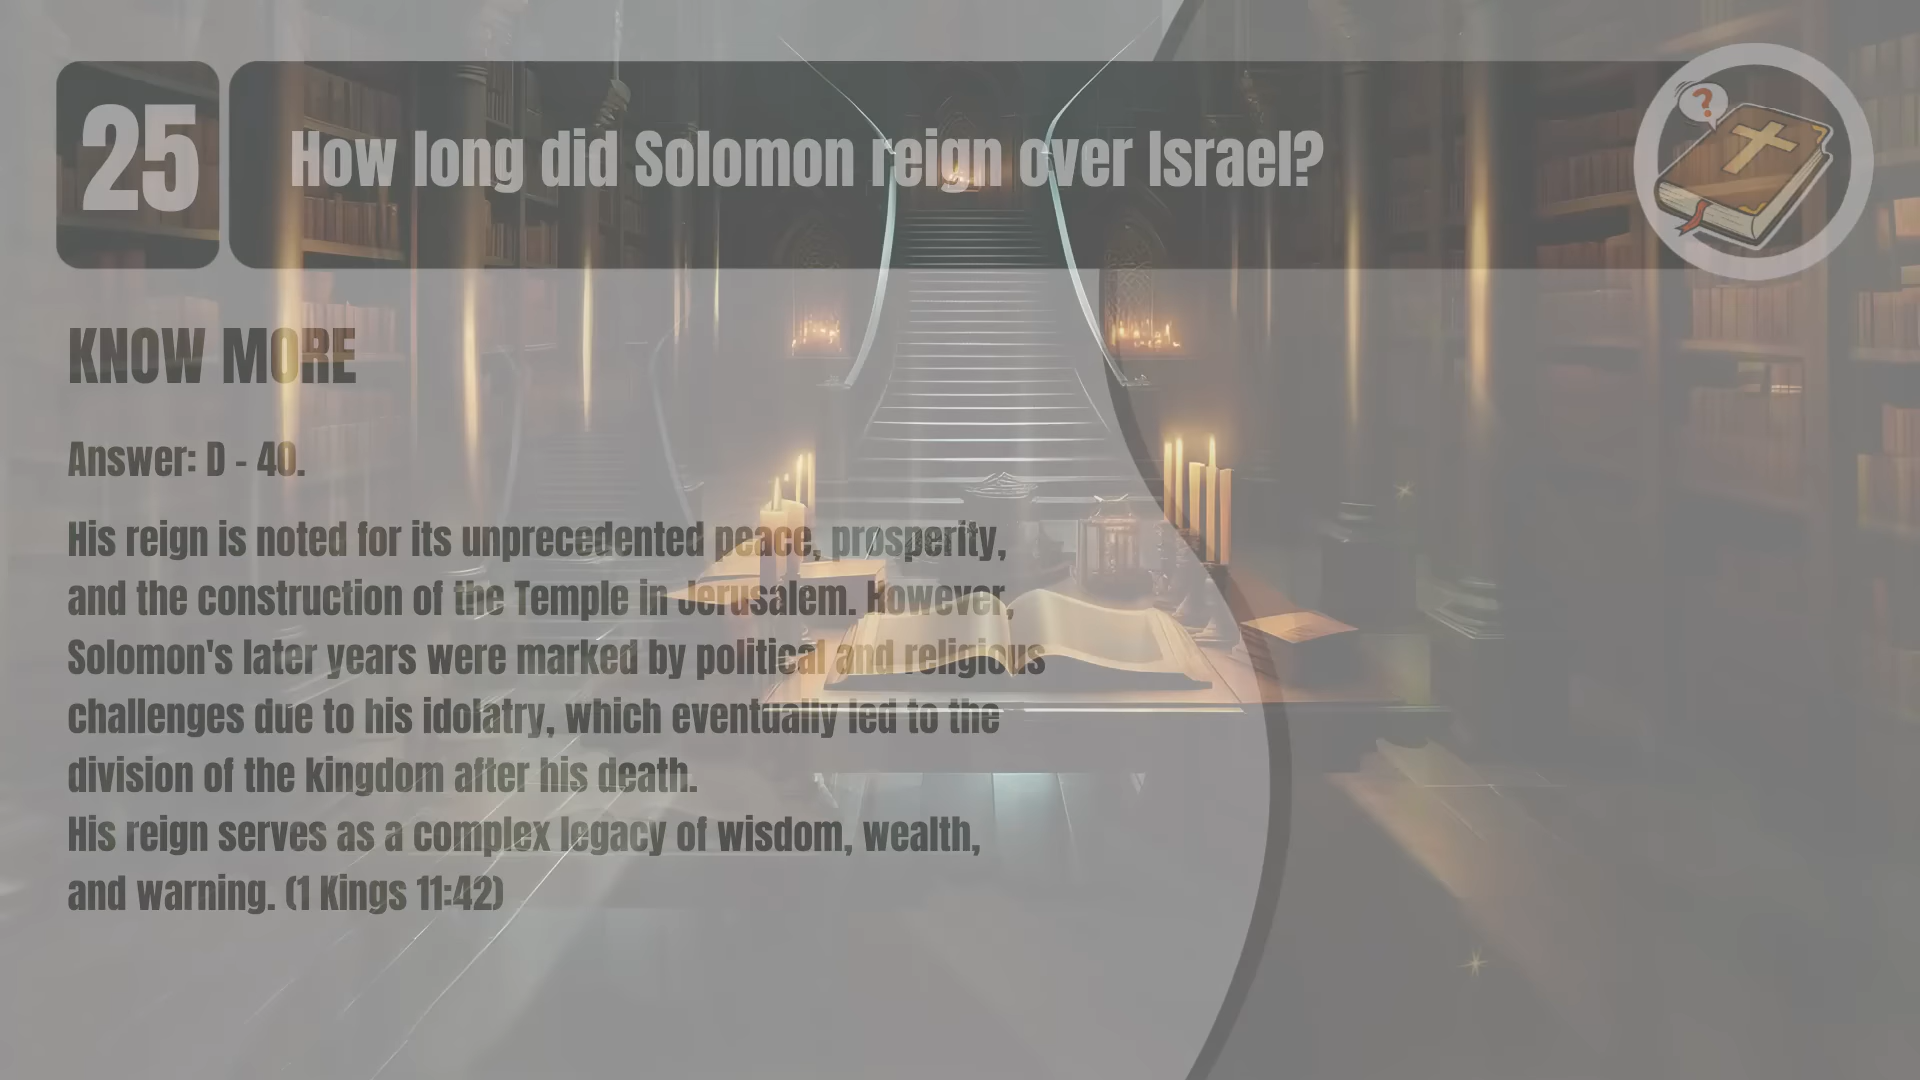 25
How long did Solomon reign over Israel?
?
KNOW MORE
Answer: D - 40.
His reign is noted for its unprecedented peace, prosperity,
and the construction of the Temple in Jerusalem. However,
Solomon's later years were marked by political and religious
challenges due to his idolatry, which eventually led to the
division of the kingdom after his death.
His reign serves as a complex legacy of wisdom, wealth,
and warning. (1 Kings 11:42)